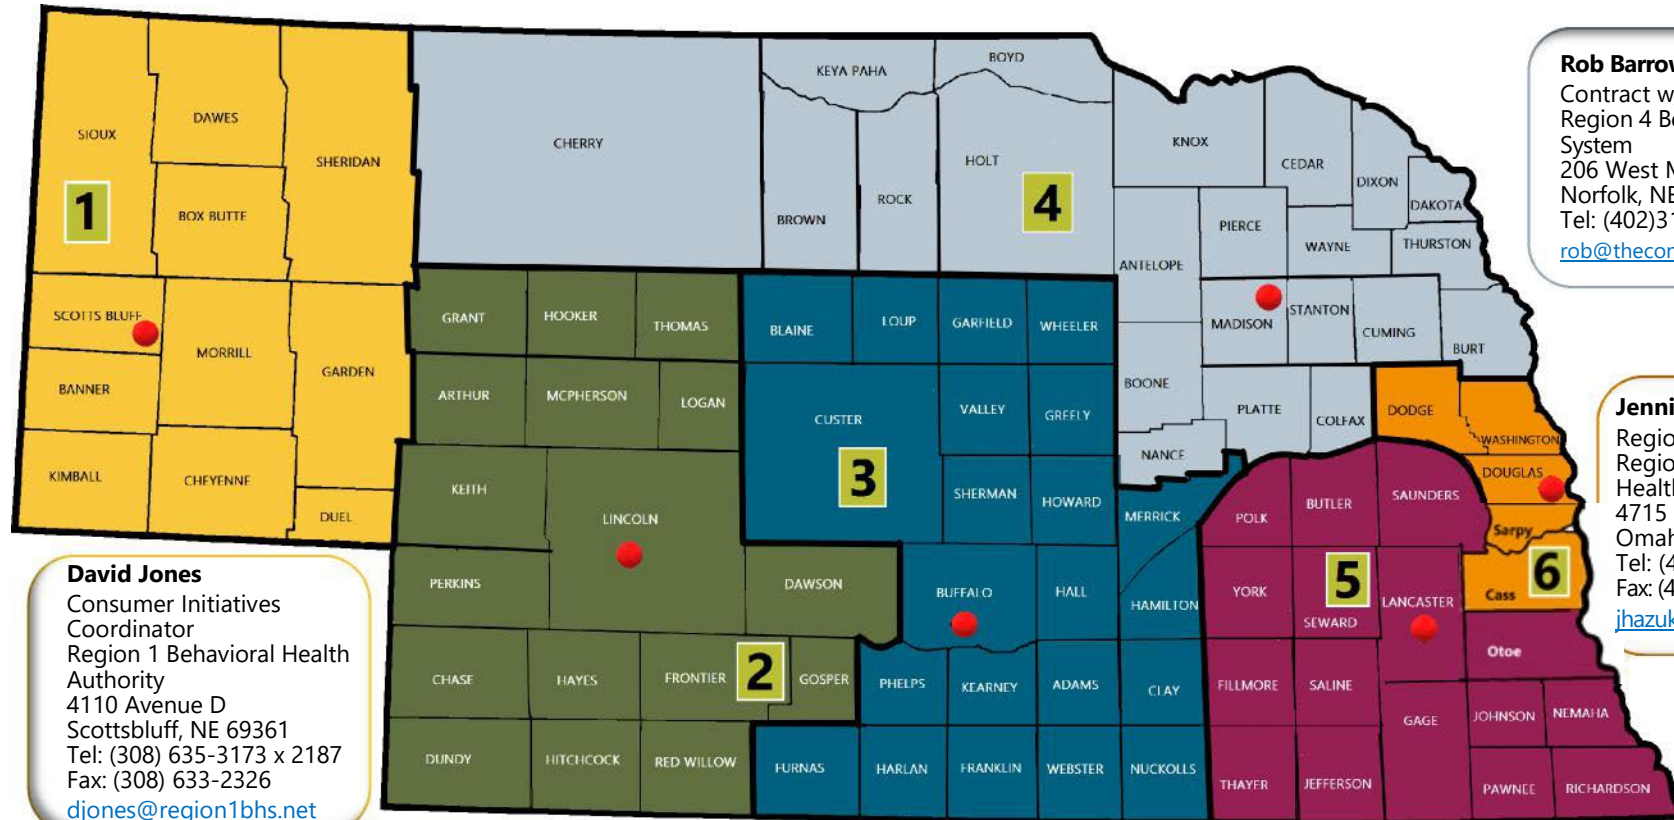 BOYD
KEYA PAHA
KNOX
DAWES
SIOUX
CHERRY
SHERIDAN
HOLT
CEDAR
DIXON
1
4
ROCK
DAKOTA
BOX BUTTE
BROWN
PIERCE
WAYNE
THURSTON
ANTELOPE
SCOTTS BLUFF
GRANT
HOOKER
THOMAS
BLAINE
LOUP
GARFIELD
WHEELER
MADISON
STANTON
CUMING
BURT
MORRILL
GARDEN
BANNER
ARTHUR
MCPHERSON
LOGAN
CUSTER
VALLEY
GREELY
BOONE
PLATTE
COLFAX
DODGE
WASHINGTON
NANCE
KIMBALL
CHEYENNE
DUEL
KEITH
LINCOLN
3
SHERMAN
HOWARD
MERRICK
POLK
BUTLER
SAUNDERS
DOUGLAS
Sarpy
PERKINS
DAWSON
BUFFALO
HALL
HAMILTON
YORK
5
SEWARD
LANCASTER
Cass
6
Otoe
CHASE
HAYES
FRONTIER
2
GOSPER
PHELPS
KEARNEY
ADAMS
CLAY
FILLMORE
SALINE
GAGE
JOHNSON
NEMAHA
DUNDY
HITCHCOCK
RED WILLOW
FURNAS
HARLAN
FRANKLIN
WEBSTER
NUCKOLLS
THAYER
JEFFERSON
PAWNEE
RICHARDSON
Rob Barrow
Contract w
Region 4 Be
System
206 West M
Norfolk, NE
Tel: (402)31
rob@thecon
Jenni
Regio
Regio
Health
4715
Omah
Tel: (4
Fax: (4
jhazuk
David Jones
Consumer Initiatives
Coordinator
Region 1 Behavioral Health
Authority
4110 Avenue D
Scottsbluff, NE 69361
Tel: (308) 635-3173 x 2187
Fax: (308) 633-2326
djones@region1bhs.net